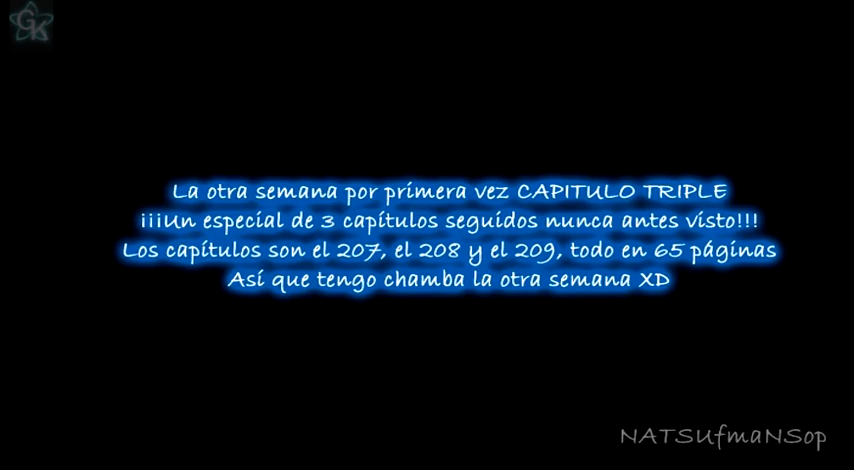 GK
La otra semana por primera vez CAPITULO TRIPLE
¡¡¡Un especial de 3 capítulos seguidos nunca antes visto!!!
Los capítulos son el 207, el 208 y el 209, todo en 65 páginas
Así que tengo chamba la otra semana XD
NATSUfmaNSop